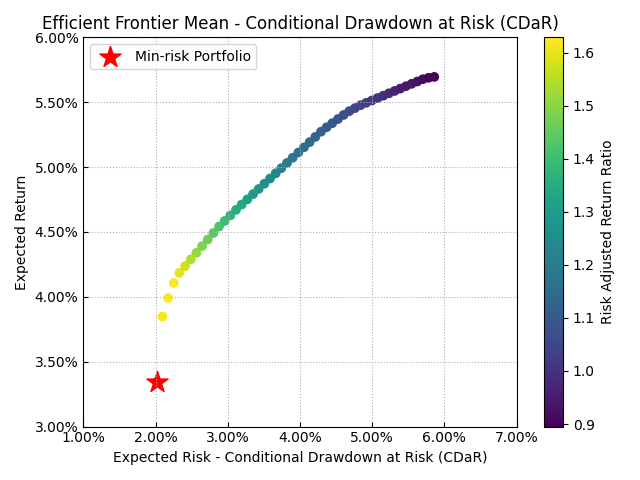 Efficient Frontier Mean - Conditional Drawdown at Risk (CDaR)
Min-risk Portfolio
6.00%
5.50%
5.00%
4.50%
4.00%
3.50%
3.00%
Expected Return
1.00% 2.00% 3.00% 4.00% 5.00% 6.00% 7.00%
Expected Risk - Conditional Drawdown at Risk (CDaR)
1.6
1.5
1.4
1.3
1.2
1.1
1.0
0.9
Risk Adjusted Return Ratio